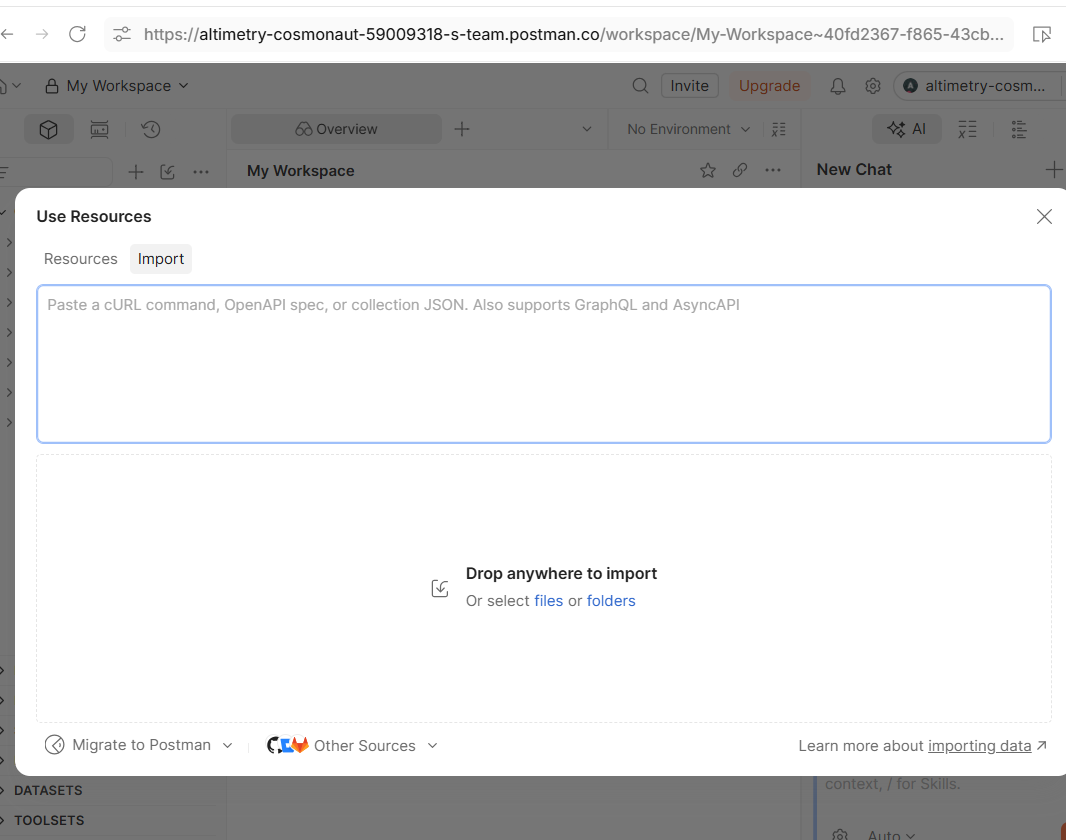 https://altimetry-cosmonaut-59009318-s-team.postman.co/workspace/My-Workspace~40fd2367-f865-43cb...
My Workspace
Invite
Upgrade
altimetry-cosm...
Overview
No Environment
AI
My Workspace
New Chat
Use Resources
Resources
Import
Paste a cURL command, OpenAPI spec, or collection JSON. Also supports GraphQL and AsyncAPI
Drop anywhere to import
Or select files or folders
Migrate to Postman
Other Sources
Learn more about importing data
context, / for Skills.
DATASETS
TOOLSETS
Auto